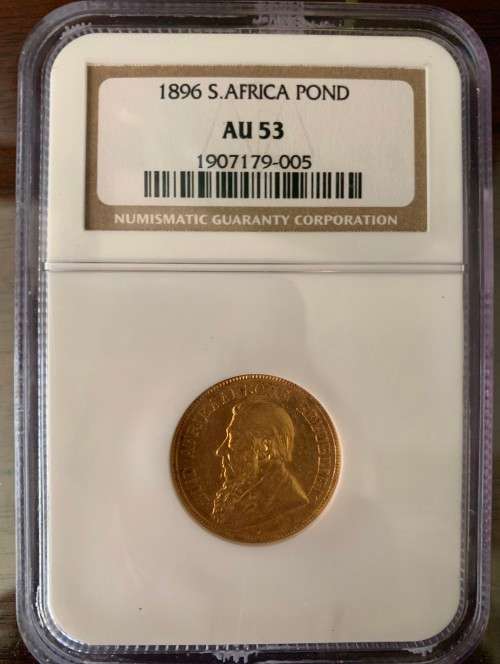 1896 S.AFRICA POND
AU 53
1907179-005
NUMISMATIC GUARANTY CORPORATION